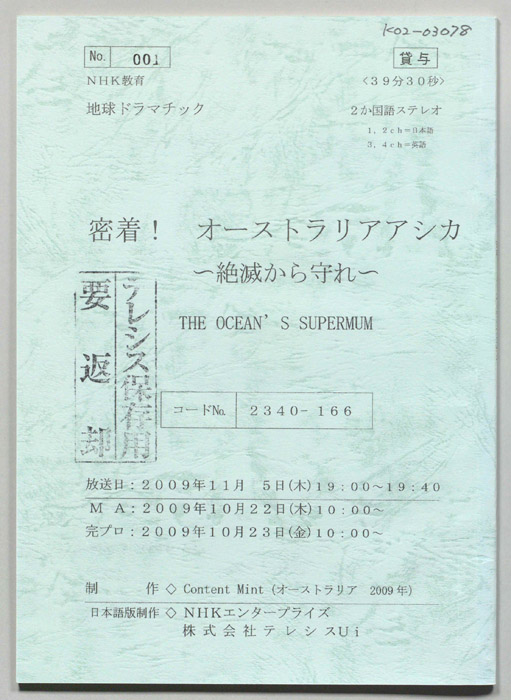 K02-03078
No. 001
貸与
NHK教育
<39分30秒>
地球ドラマチック
2か国語ステレオ
1，2ch=日本語
3，4ch=英語
密着！ オーストラリアアシカ
～絶滅から守れ～
THE OCEAN'S SUPERMUM
テレシス保存用
要返却
コードNo. 2340-166
放送日：2009年11月 5日(木)19：00～19：40
MA：2009年10月22日(木)10：00～
完プロ：2009年10月23日(金)10：00～
制 作◇Content Mint (オーストラリア 2009年)
日本語版制作◇NHKエンタープライズ
株式会社テレシスUi